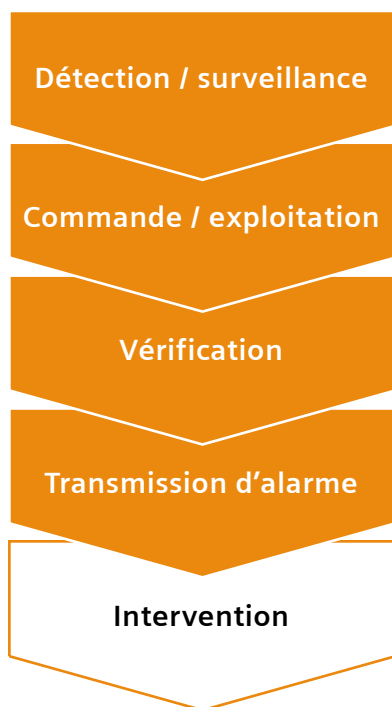 Détection / surveillance
Commande / exploitation
Vérification
Transmission d’alarme
Intervention